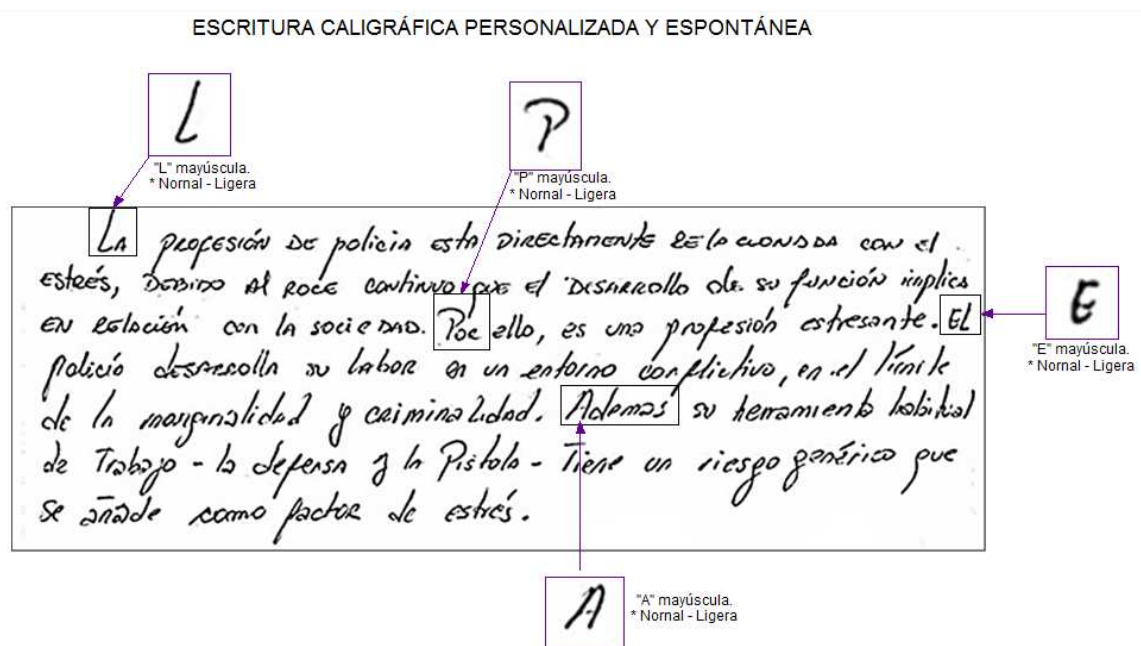 ESCRITURA CALIGRÁFICA PERSONALIZADA Y ESPONTÁNEA
L
"L" mayúscula.
* Nornal - Ligera
P
"P" mayúscula.
* Nornal - Ligera
LA PROFESIÓN DE policia estA DIRECTAMENTE RElacionADA con el
estRés, DEBIDO Al ROCE continuo que el DESARROllo de su función implica
EN RElación con lA sociEDAD. PoR ello, es una profesión estresante. EL
policía desarrolla su laboR en un entorno conflictivo, en el límite
de la marginalidad y CRiminalidad. Además su herramienta habitual
de Trabajo - la defensa y la Pistola - Tiene un riesgo genérico que
se añade como factoR de estrés.
E
"E" mayúscula.
* Nornal - Ligera
A
"A" mayúscula.
* Nornal - Ligera